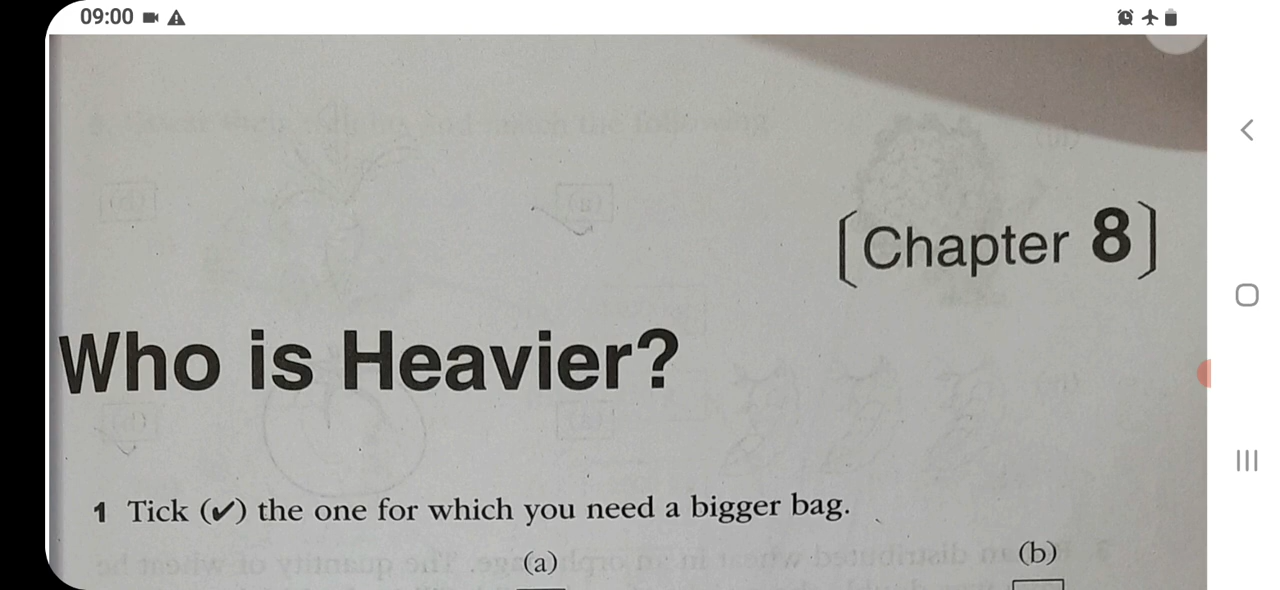 09:00
[Chapter 8]
Who is Heavier?
1 Tick (✔) the one for which you need a bigger bag.
(a) (b)